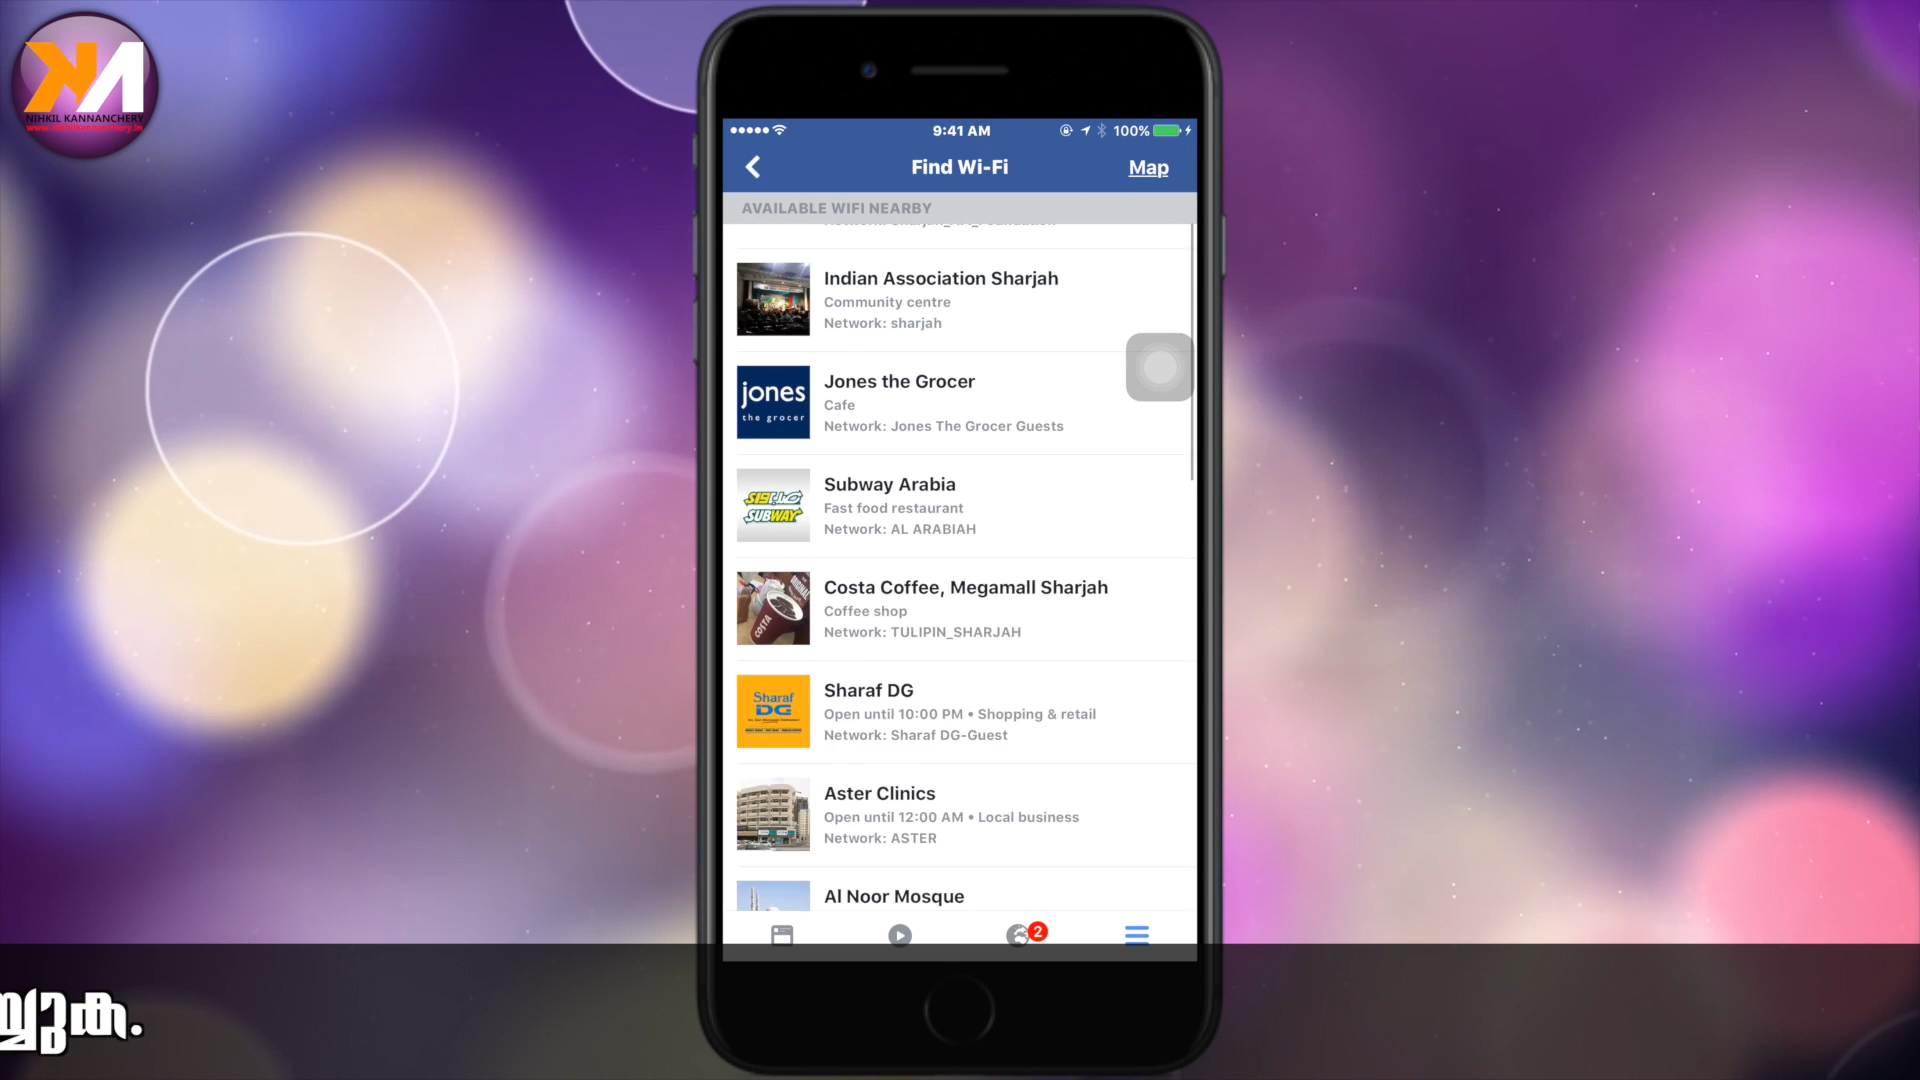 NIHKIL KANNANCHERY
www.nihkilkannanchery.in
9:41 AM
100%
Find Wi-Fi
Map
AVAILABLE WIFI NEARBY
Indian Association Sharjah
Community centre
Network: sharjah
jones
the grocer
Jones the Grocer
Cafe
Network: Jones The Grocer Guests
SUBWAY
Subway Arabia
Fast food restaurant
Network: AL ARABIAH
COSTA
Costa Coffee, Megamall Sharjah
Coffee shop
Network: TULIPIN_SHARJAH
Sharaf
DG
Sharaf DG
Open until 10:00 PM • Shopping & retail
Network: Sharaf DG-Guest
Aster Clinics
Open until 12:00 AM • Local business
Network: ASTER
Al Noor Mosque
2